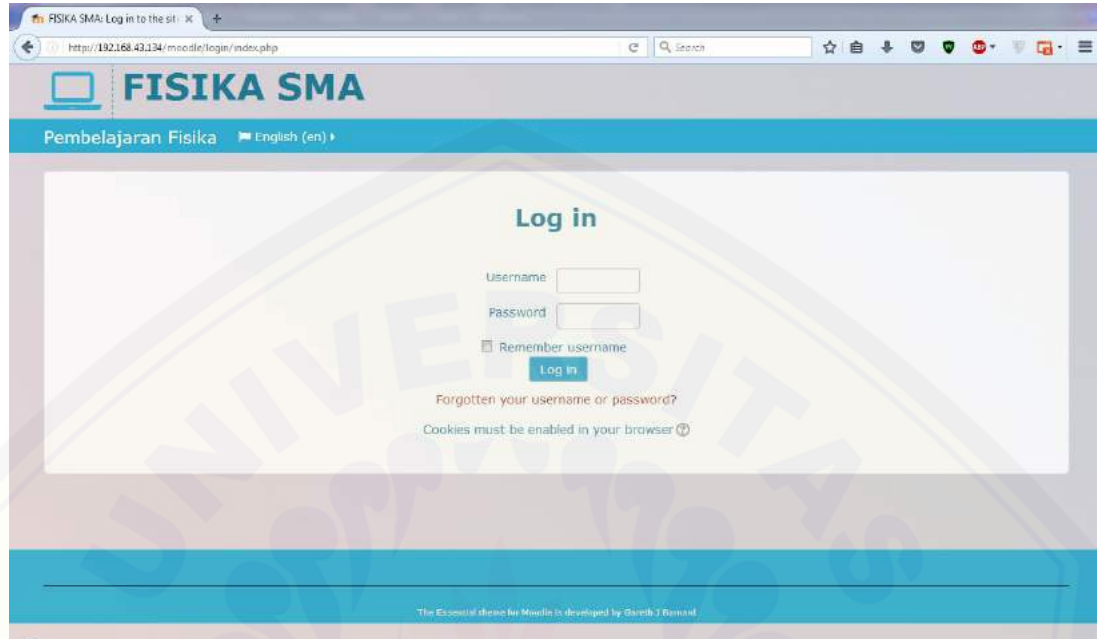 FISIKA SMA: Log in to the sit
http://192.168.43.134/moodle/login/index.php
Search
FISIKA SMA
Pembelajaran Fisika English (en)
Log in
Username
Password
Remember username
Log in
Forgotten your username or password?
Cookies must be enabled in your browser
The Essential theme for Moodle is developed by Gareth J Barnard
UNIVERSITAS